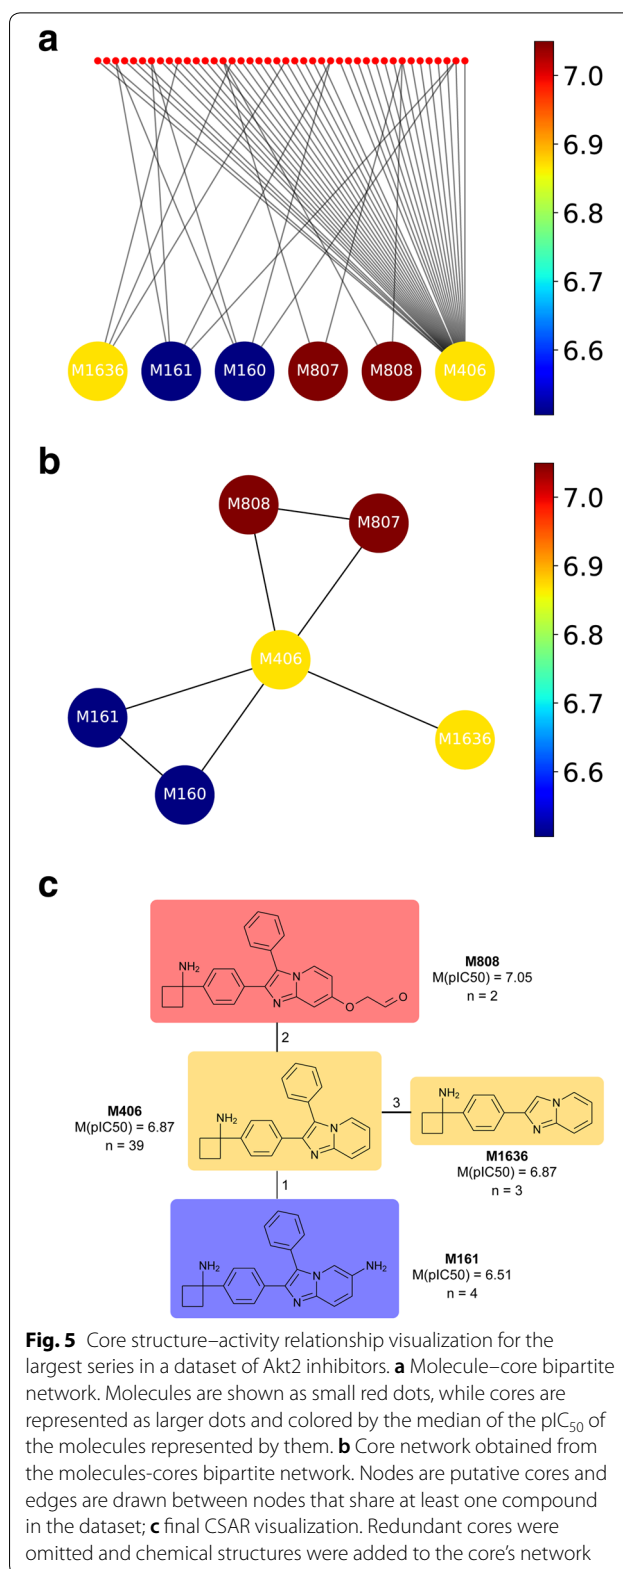 a
7.0
6.9
6.8
6.7
6.6
M1636
M161
M160
M807
M808
M406
b
M808
M807
M406
M161
M1636
M160
7.0
6.9
6.8
6.7
6.6
c
NH2
N
N
O
O
M808
M(pIC50) = 7.05
n = 2
2
M406
M(pIC50) = 6.87
n = 39
NH2
N
N
3
NH2
N
N
M1636
M(pIC50) = 6.87
n = 3
1
NH2
N
N
NH2
M161
M(pIC50) = 6.51
n = 4
Fig. 5 Core structure–activity relationship visualization for the
largest series in a dataset of Akt2 inhibitors. a Molecule–core bipartite
network. Molecules are shown as small red dots, while cores are
represented as larger dots and colored by the median of the pIC50 of
the molecules represented by them. b Core network obtained from
the molecules-cores bipartite network. Nodes are putative cores and
edges are drawn between nodes that share at least one compound
in the dataset; c final CSAR visualization. Redundant cores were
omitted and chemical structures were added to the core's network